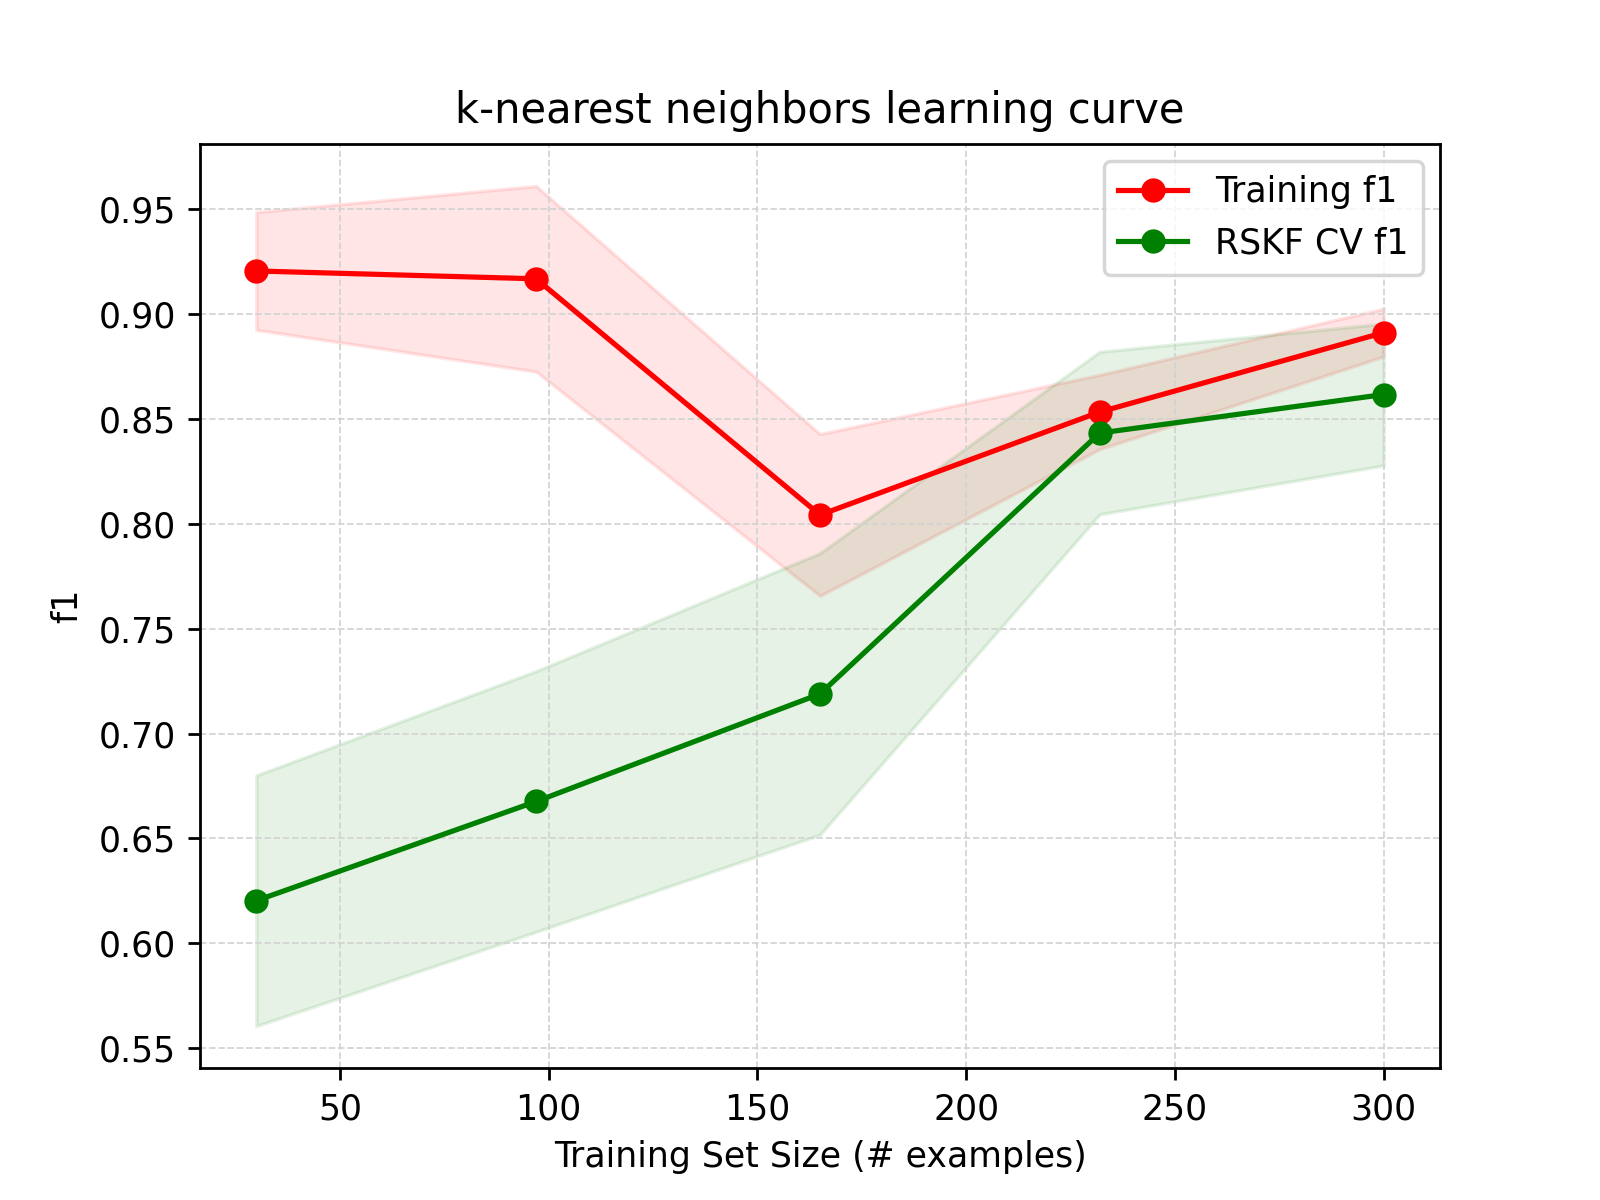 k-nearest neighbors learning curve
Training f1
RSKF CV f1
0.95
0.90
0.85
0.80
0.75
0.70
0.65
0.60
0.55
f1
50 100 150 200 250 300
Training Set Size (# examples)